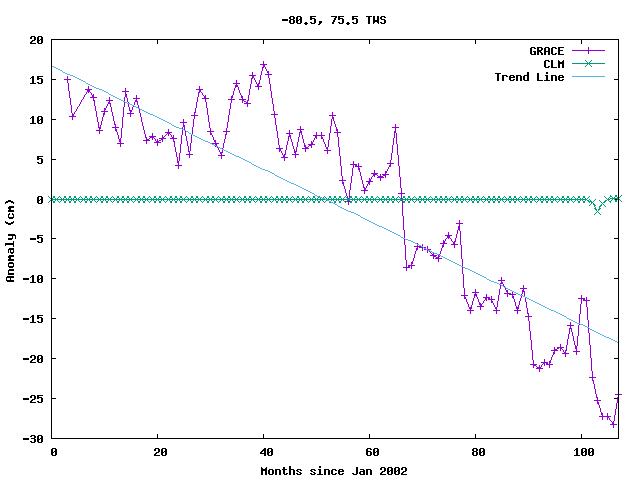 -80.5, 75.5 TWS
GRACE
CLM
Trend Line
20
15
10
5
0
-5
-10
-15
-20
-25
-30
Anomaly (cm)
0 20 40 60 80 100
Months since Jan 2002